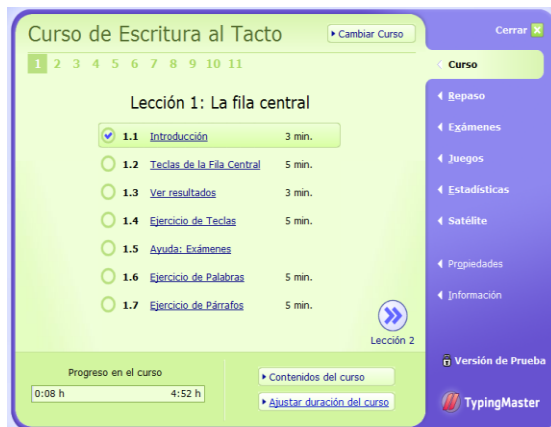 Curso de Escritura al Tacto
Cambiar Curso
1 2 3 4 5 6 7 8 9 10 11
Lección 1: La fila central
1.1 Introducción 3 min.
1.2 Teclas de la Fila Central 5 min.
1.3 Ver resultados 3 min.
1.4 Ejercicio de Teclas 5 min.
1.5 Ayuda: Exámenes
1.6 Ejercicio de Palabras 5 min.
1.7 Ejercicio de Párrafos 5 min.
Lección 2
Progreso en el curso
0:08 h 4:52 h
Contenidos del curso
Ajustar duración del curso
Cerrar
Curso
Repaso
Exámenes
Juegos
Estadísticas
Satélite
Propiedades
Información
Versión de Prueba
TypingMaster